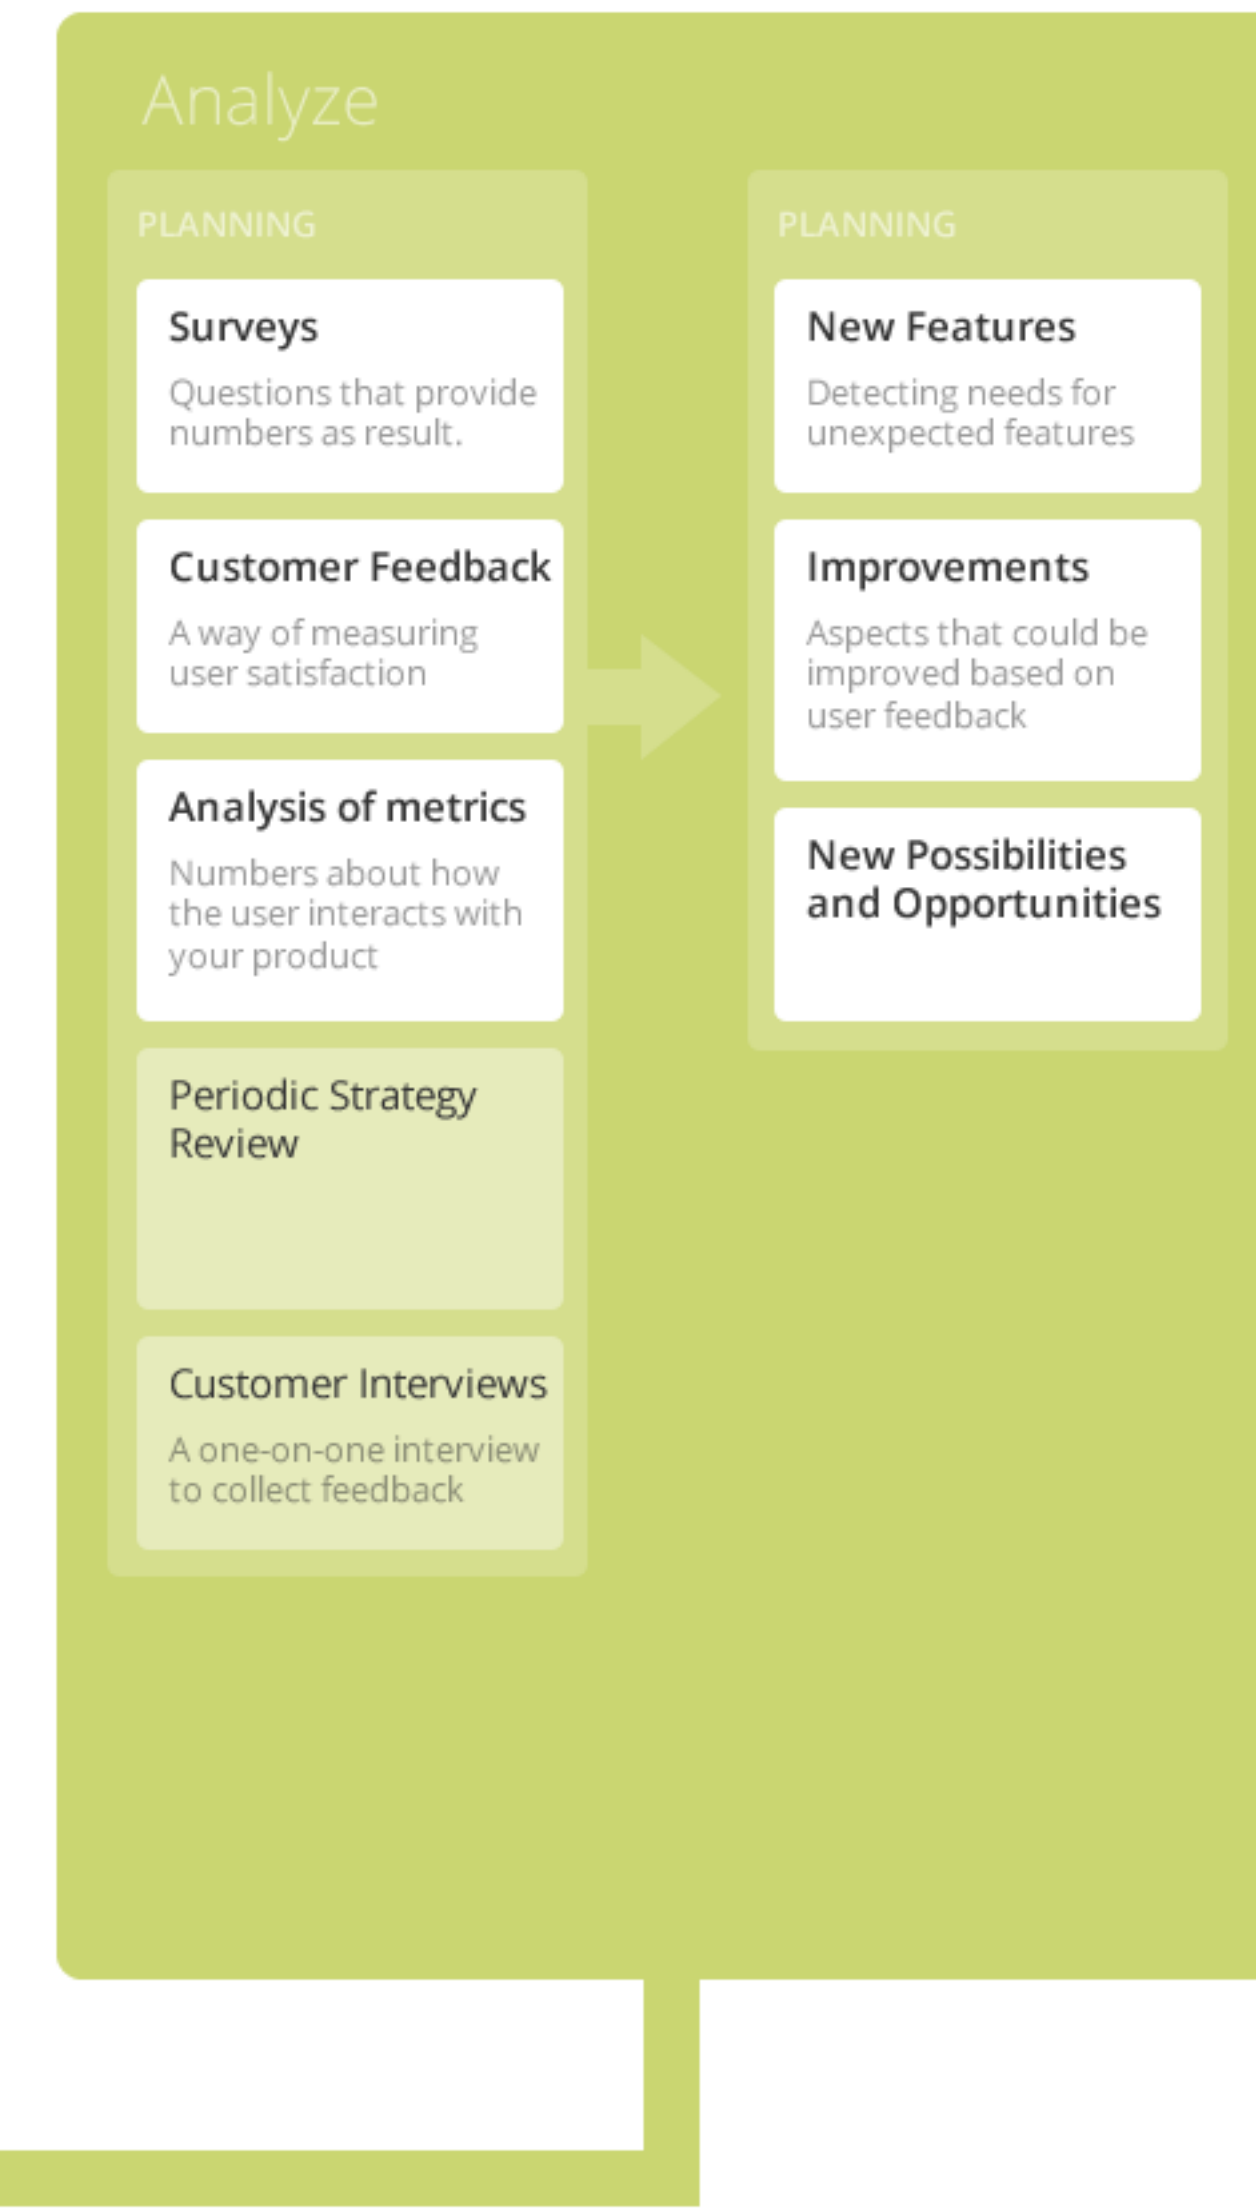 Analyze
PLANNING
Surveys
Questions that provide
numbers as result.
Customer Feedback
A way of measuring
user satisfaction
Analysis of metrics
Numbers about how
the user interacts with
your product
Periodic Strategy
Review
Customer Interviews
A one-on-one interview
to collect feedback
PLANNING
New Features
Detecting needs for
unexpected features
Improvements
Aspects that could be
improved based on
user feedback
New Possibilities
and Opportunities